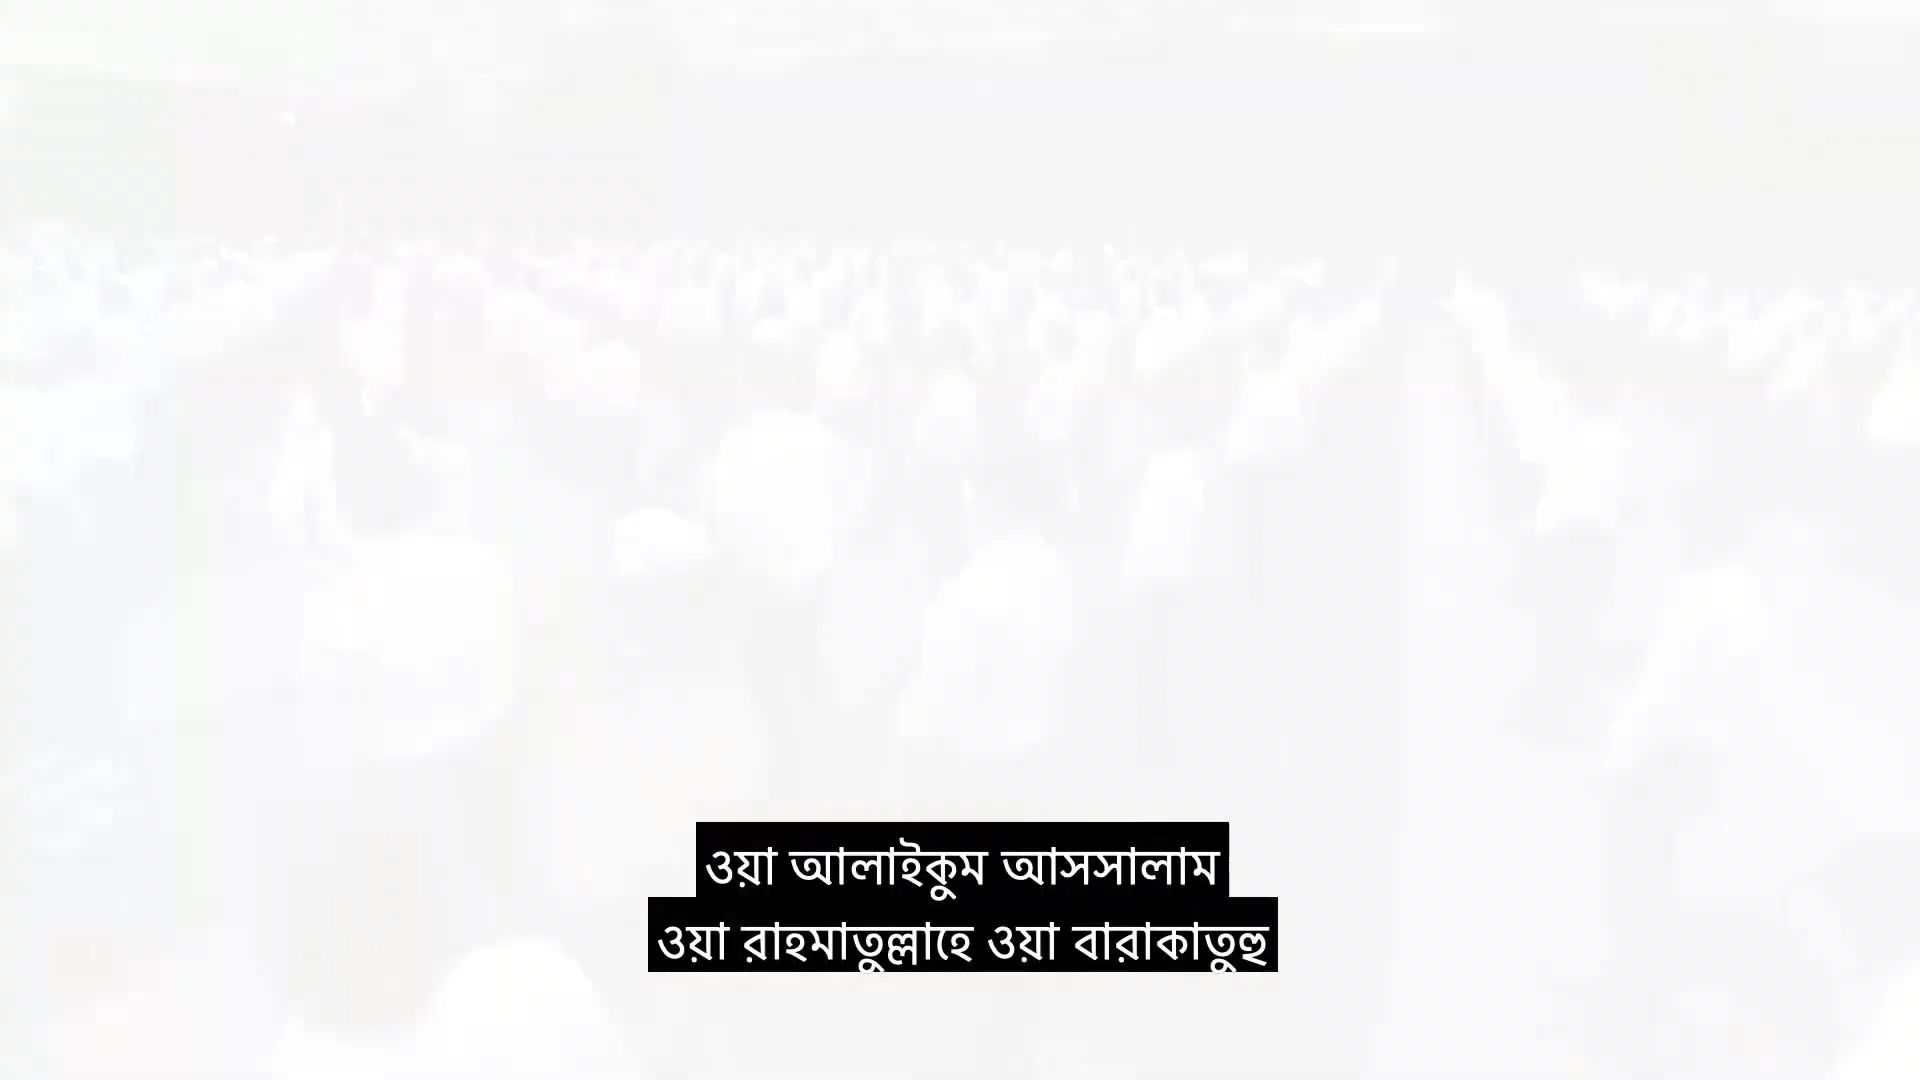 ওয়া আলাইকুম আসসালাম
ওয়া রাহমাতুল্লাহে ওয়া বারাকাতুহু